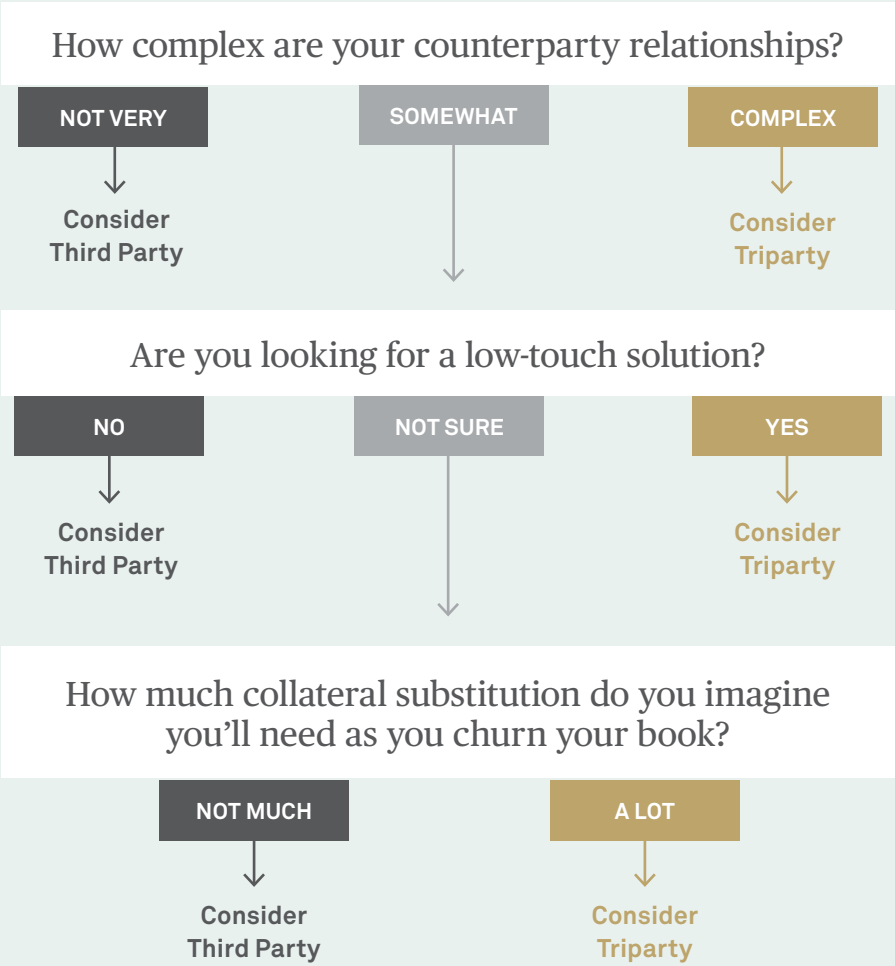 How complex are your counterparty relationships?
NOT VERY
SOMEWHAT
COMPLEX
Consider
Third Party
Consider
Triparty
Are you looking for a low-touch solution?
NO
NOT SURE
YES
Consider
Third Party
Consider
Triparty
How much collateral substitution do you imagine
you’ll need as you churn your book?
NOT MUCH
A LOT
Consider
Third Party
Consider
Triparty